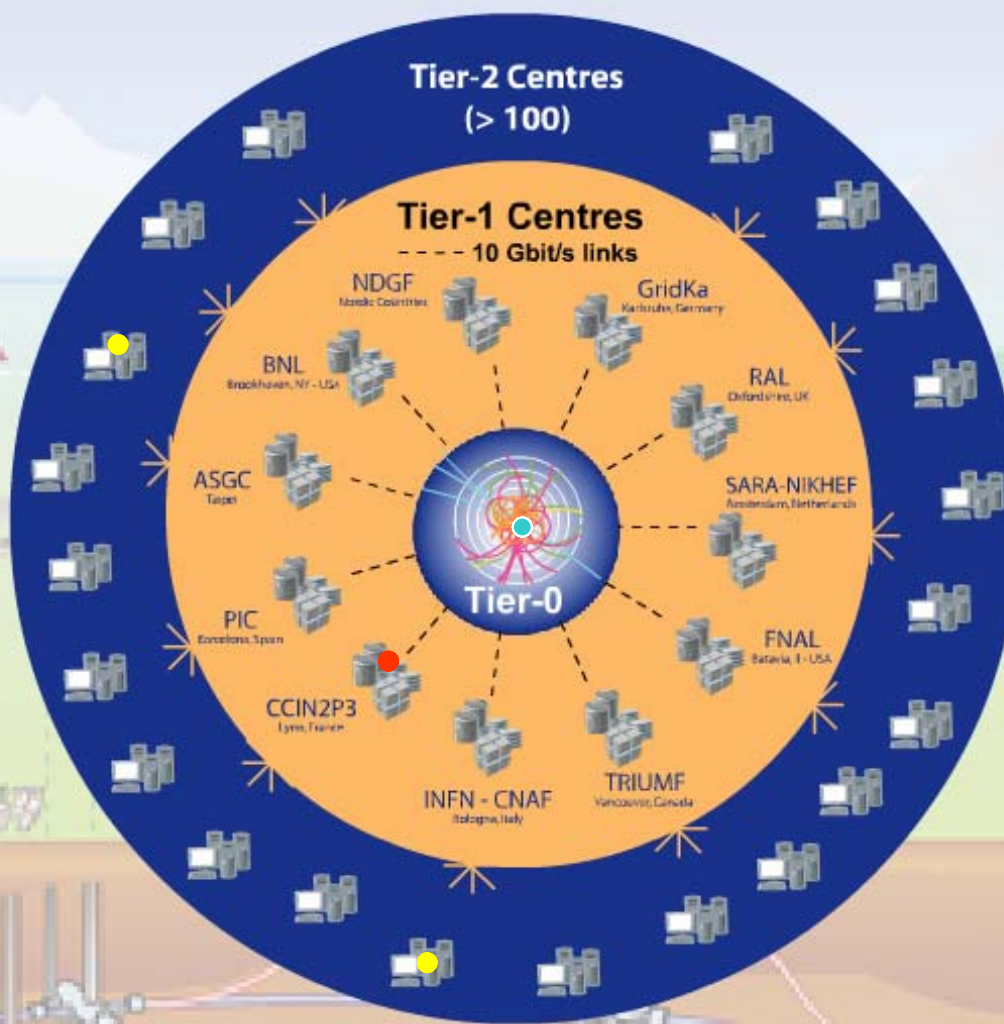 Tier-2 Centres
(> 100)
Tier-1 Centres
---- 10 Gbit/s links
NDGF
Nordic Countries
GridKa
Karlsruhe, Germany
BNL
Brookhaven, NY - USA
RAL
Oxfordshire, UK
ASGC
Taipei
SARA-NIKHEF
Amsterdam, Netherlands
Tier-0
PIC
Barcelona, Spain
FNAL
Batavia, Il - USA
CCIN2P3
Lyon, France
TRIUMF
Vancouver, Canada
INFN - CNAF
Bologna, Italy